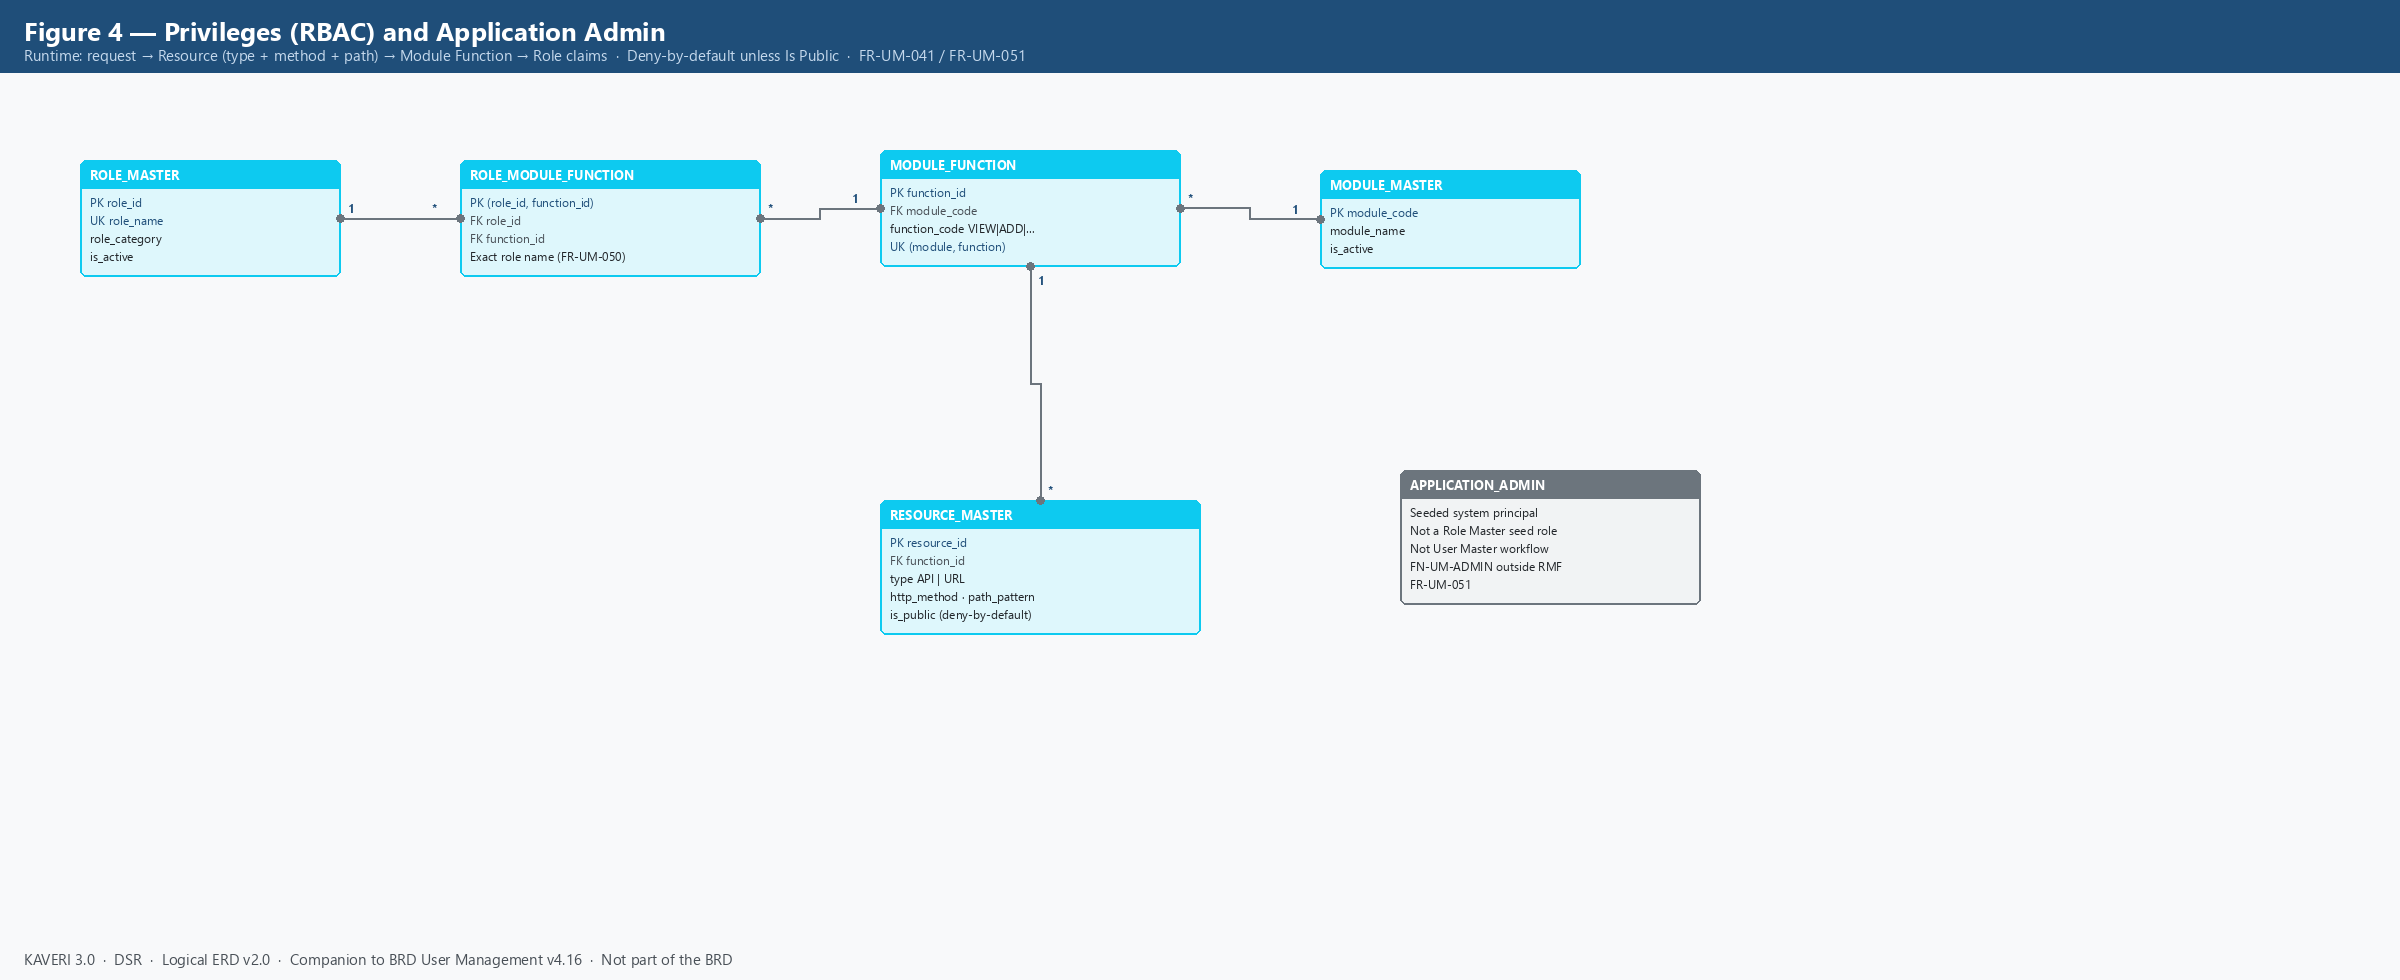 Figure 4 — Privileges (RBAC) and Application Admin
Runtime: request → Resource (type + method + path) → Module Function → Role claims · Deny-by-default unless Is Public · FR-UM-041 / FR-UM-051
ROLE_MASTER
PK role_id
UK role_name
role_category
is_active
1
*
ROLE_MODULE_FUNCTION
PK (role_id, function_id)
FK role_id
FK function_id
Exact role name (FR-UM-050)
*
1
MODULE_FUNCTION
PK function_id
FK module_code
function_code VIEW|ADD|...
UK (module, function)
*
1
MODULE_MASTER
PK module_code
module_name
is_active
1
*
RESOURCE_MASTER
PK resource_id
FK function_id
type API | URL
http_method · path_pattern
is_public (deny-by-default)
APPLICATION_ADMIN
Seeded system principal
Not a Role Master seed role
Not User Master workflow
FN-UM-ADMIN outside RMF
FR-UM-051
KAVERI 3.0 · DSR · Logical ERD v2.0 · Companion to BRD User Management v4.16 · Not part of the BRD